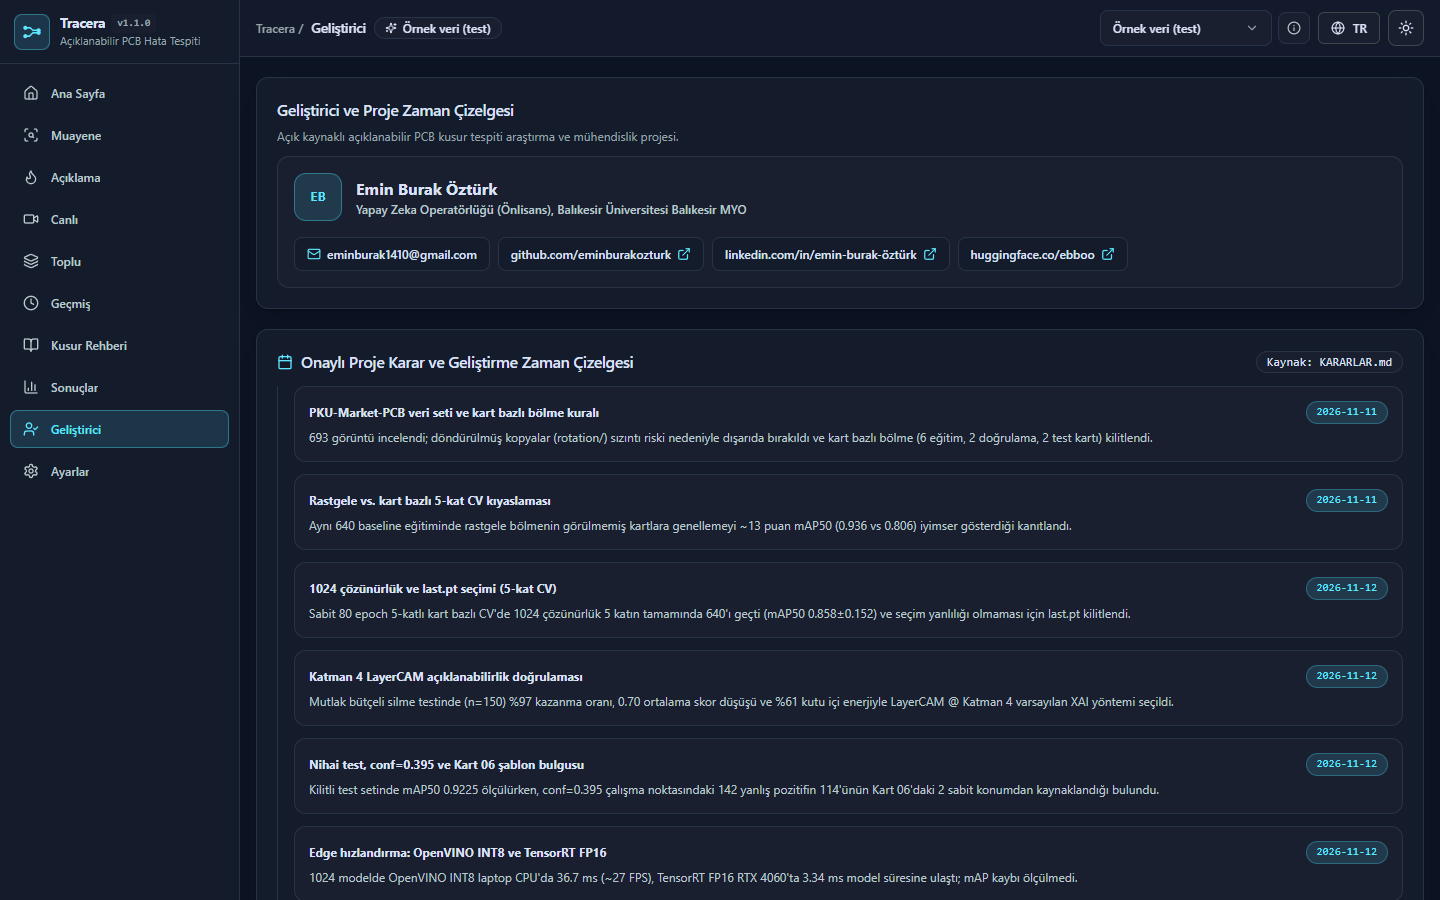 Tracera v1.1.0
Açıklanabilir PCB Hata Tespiti
Ana Sayfa
Muayene
Açıklama
Canlı
Toplu
Geçmiş
Kusur Rehberi
Sonuçlar
Geliştirici
Ayarlar
Tracera / Geliştirici Örnek veri (test)
Örnek veri (test) TR
Geliştirici ve Proje Zaman Çizelgesi
Açık kaynaklı açıklanabilir PCB kusur tespiti araştırma ve mühendislik projesi.
EB
Emin Burak Öztürk
Yapay Zeka Operatörlüğü (Önlisans), Balıkesir Üniversitesi Balıkesir MYO
eminburak1410@gmail.com github.com/eminburakozturk linkedin.com/in/emin-burak-öztürk huggingface.co/ebboo
Onaylı Proje Karar ve Geliştirme Zaman Çizelgesi Kaynak: KARARLAR.md
PKU-Market-PCB veri seti ve kart bazlı bölme kuralı 2026-11-11
693 görüntü incelendi; döndürülmüş kopyalar (rotation/) sızıntı riski nedeniyle dışarıda bırakıldı ve kart bazlı bölme (6 eğitim, 2 doğrulama, 2 test kartı) kilitlendi.
Rastgele vs. kart bazlı 5-kat CV kıyaslaması 2026-11-11
Aynı 640 baseline eğitiminde rastgele bölmenin görülmemiş kartlara genellemeyi ~13 puan mAP50 (0.936 vs 0.806) iyimser gösterdiği kanıtlandı.
1024 çözünürlük ve last.pt seçimi (5-kat CV) 2026-11-12
Sabit 80 epoch 5-katlı kart bazlı CV'de 1024 çözünürlük 5 katın tamamında 640'ı geçti (mAP50 0.858±0.152) ve seçim yanlılığı olmaması için last.pt kilitlendi.
Katman 4 LayerCAM açıklanabilirlik doğrulaması 2026-11-12
Mutlak bütçeli silme testinde (n=150) %97 kazanma oranı, 0.70 ortalama skor düşüşü ve %61 kutu içi enerjiyle LayerCAM @ Katman 4 varsayılan XAI yöntemi seçildi.
Nihai test, conf=0.395 ve Kart 06 şablon bulgusu 2026-11-12
Kilitli test setinde mAP50 0.9225 ölçülürken, conf=0.395 çalışma noktasındaki 142 yanlış pozitifin 114'ünün Kart 06'daki 2 sabit konumdan kaynaklandığı bulundu.
Edge hızlandırma: OpenVINO INT8 ve TensorRT FP16 2026-11-12
1024 modelde OpenVINO INT8 laptop CPU'da 36.7 ms (~27 FPS), TensorRT FP16 RTX 4060'ta 3.34 ms model süresine ulaştı; mAP kaybı ölçülmedi.